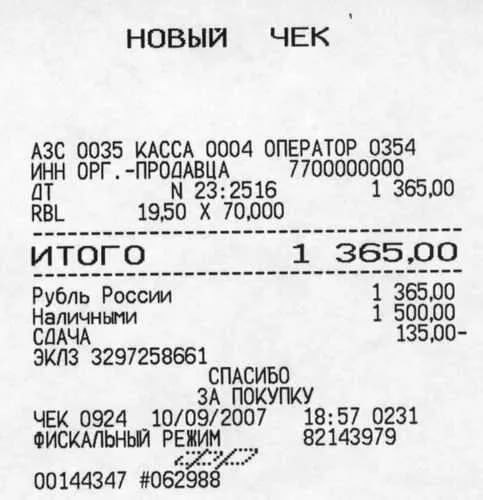 НОВЫЙ ЧЕК
АЗС 0035 КАССА 0004 ОПЕРАТОР 0354
ИНН ОРГ.-ПРОДАВЦА 7700000000
ДТ N 23:2516 1 365,00
RBL 19,50 X 70,000
ИТОГО 1 365,00
Рубль России 1 365,00
Наличными 1 500,00
СДАЧА 135,00-
ЭКЛЗ 3297258661
СПАСИБО
ЗА ПОКУПКУ
ЧЕК 0924 10/09/2007 18:57 0231
ФИСКАЛЬНЫЙ РЕЖИМ 82143979
00144347 #062988